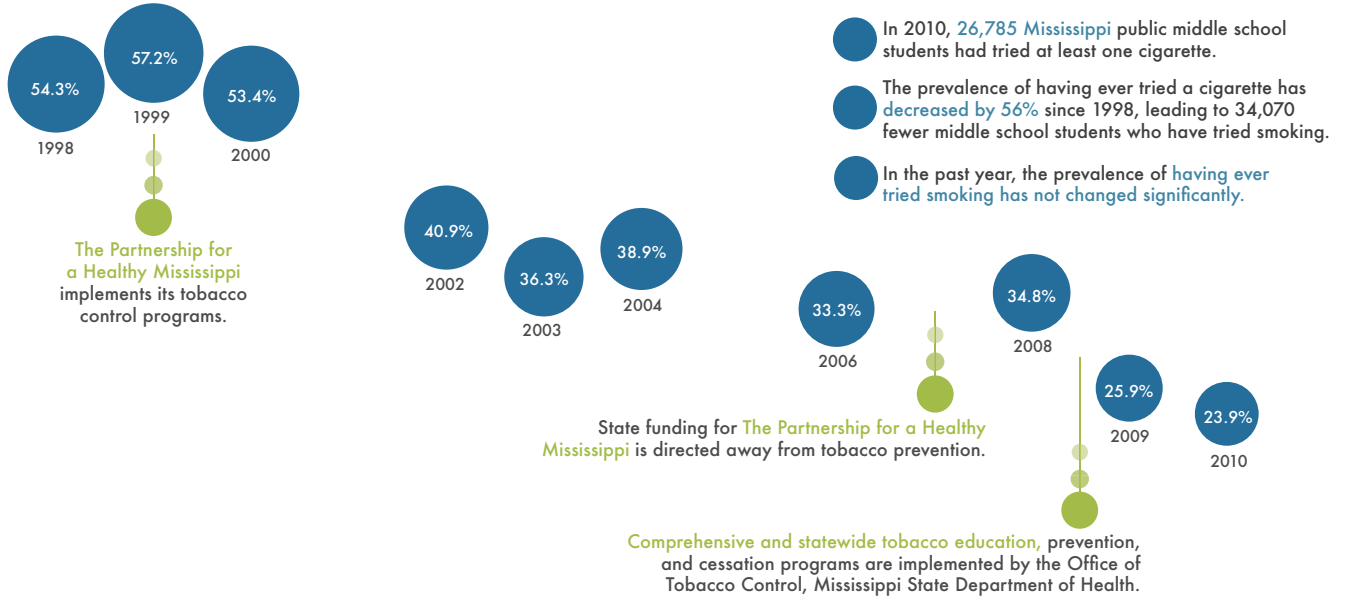 54.3%
1998
57.2%
1999
53.4%
2000
The Partnership for
a Healthy Mississippi
implements its tobacco
control programs.
40.9%
2002
36.3%
2003
38.9%
2004
33.3%
2006
State funding for The Partnership for a Healthy
Mississippi is directed away from tobacco prevention.
34.8%
2008
25.9%
2009
23.9%
2010
Comprehensive and statewide tobacco education, prevention,
and cessation programs are implemented by the Office of
Tobacco Control, Mississippi State Department of Health.
In 2010, 26,785 Mississippi public middle school
students had tried at least one cigarette.
The prevalence of having ever tried a cigarette has
decreased by 56% since 1998, leading to 34,070
fewer middle school students who have tried smoking.
In the past year, the prevalence of having ever
tried smoking has not changed significantly.